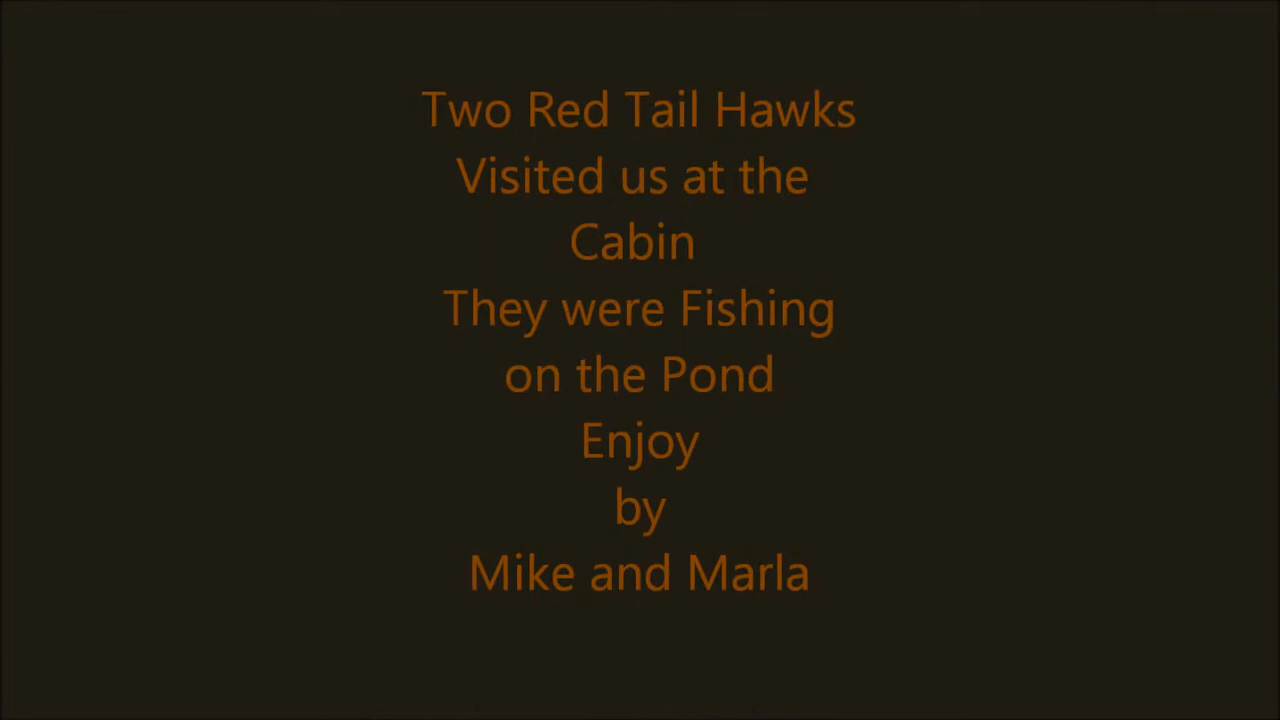 Two Red Tail Hawks
Visited us at the
Cabin
They were Fishing
on the Pond
Enjoy
by
Mike and Marla